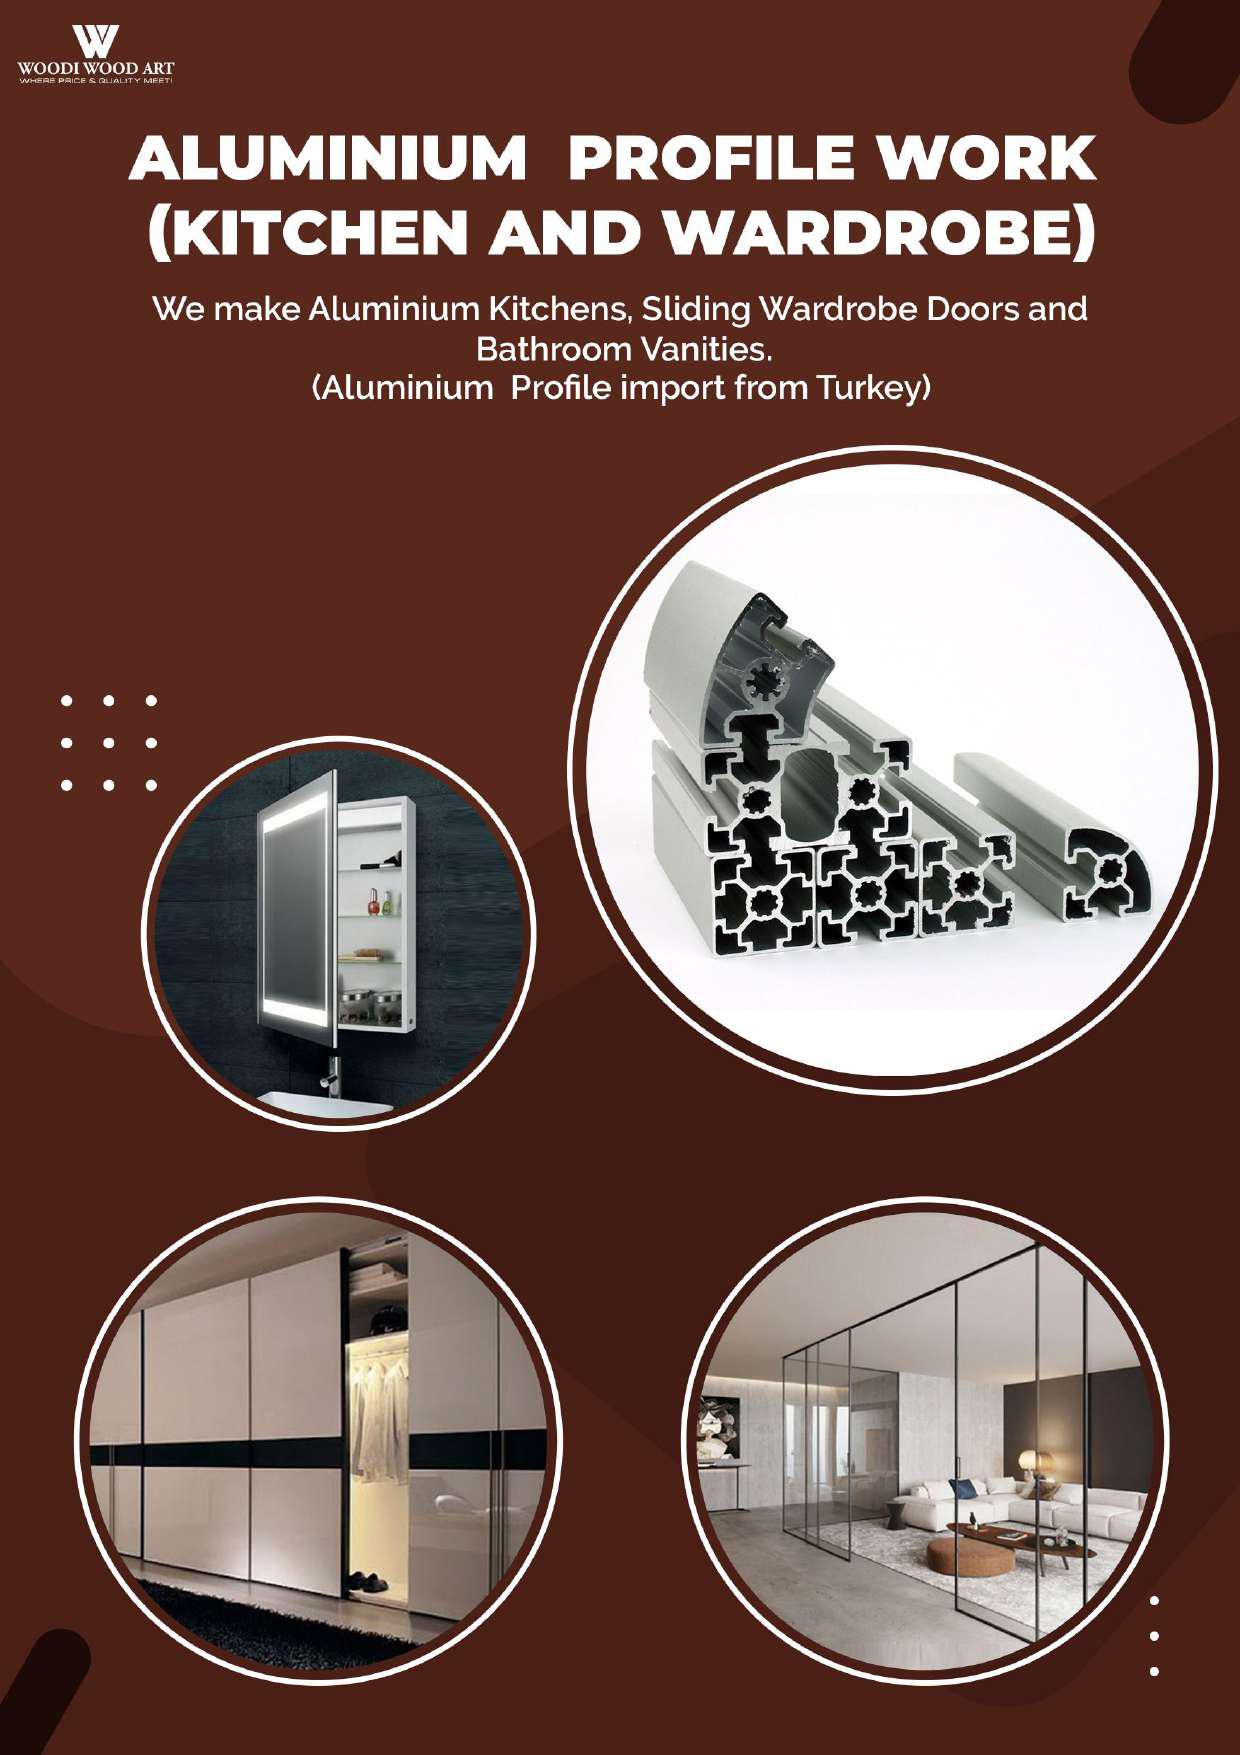 W
WOODI WOOD ART
WHERE PRICE & QUALITY MEET!
ALUMINIUM PROFILE WORK
(KITCHEN AND WARDROBE)
We make Aluminium Kitchens, Sliding Wardrobe Doors and
Bathroom Vanities.
(Aluminium Profile import from Turkey)